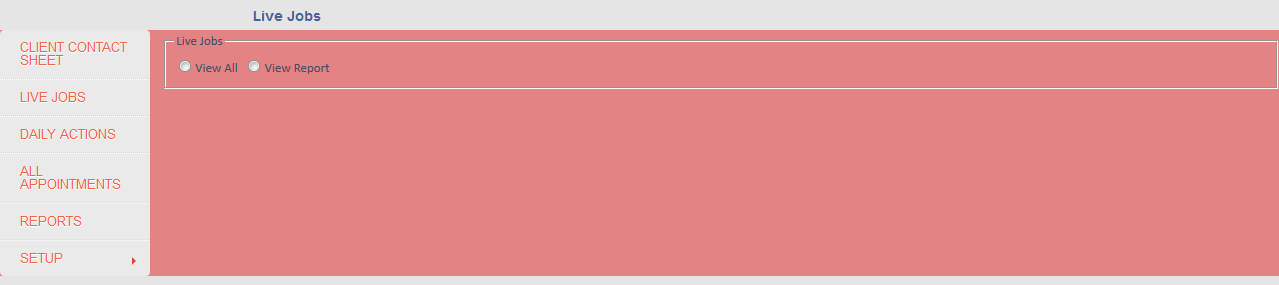 Live Jobs
CLIENT CONTACT
SHEET
LIVE JOBS
DAILY ACTIONS
ALL
APPOINTMENTS
REPORTS
SETUP
Live Jobs
View All View Report